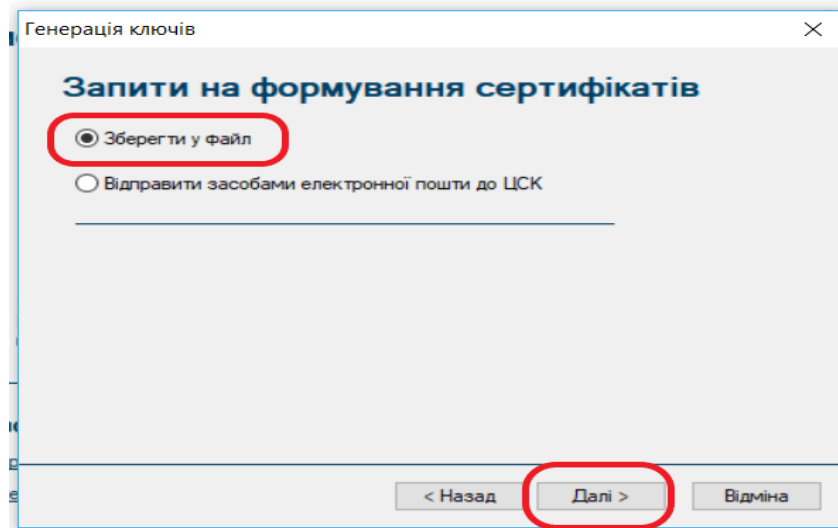 Генерація ключів
Запити на формування сертифікатів
Зберегти у файл
Відправити засобами електронної пошти до ЦСК
< Назад
Далі >
Відміна